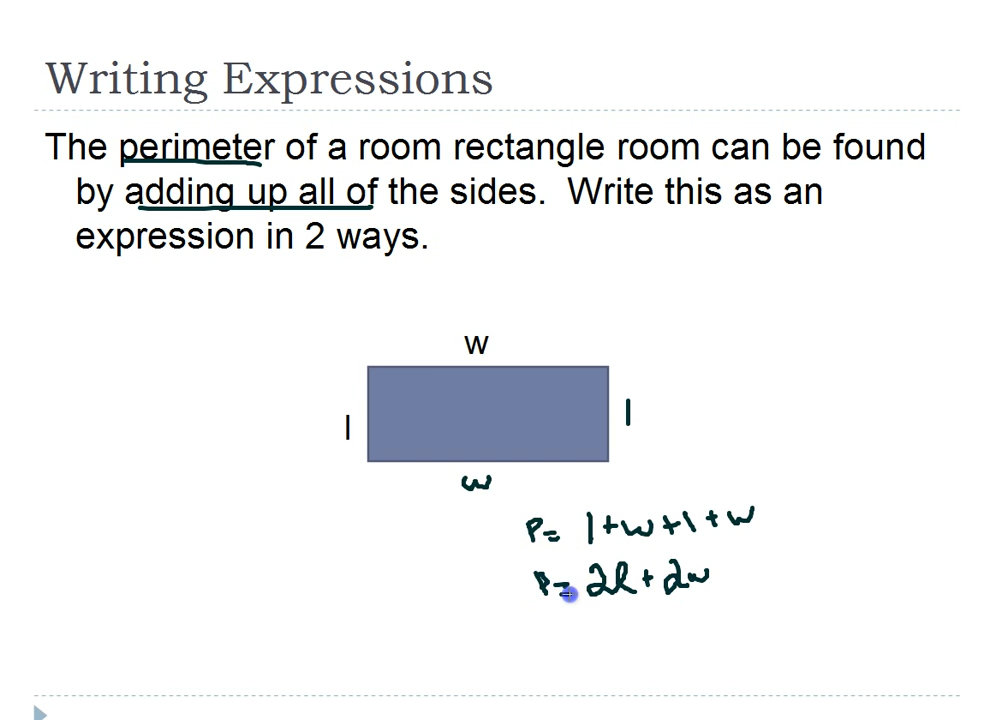 Writing Expressions
The perimeter of a room rectangle room can be found
by adding up all of the sides. Write this as an
expression in 2 ways.
w
l
l
w
P= l+w+l+w
P= 2l+2w